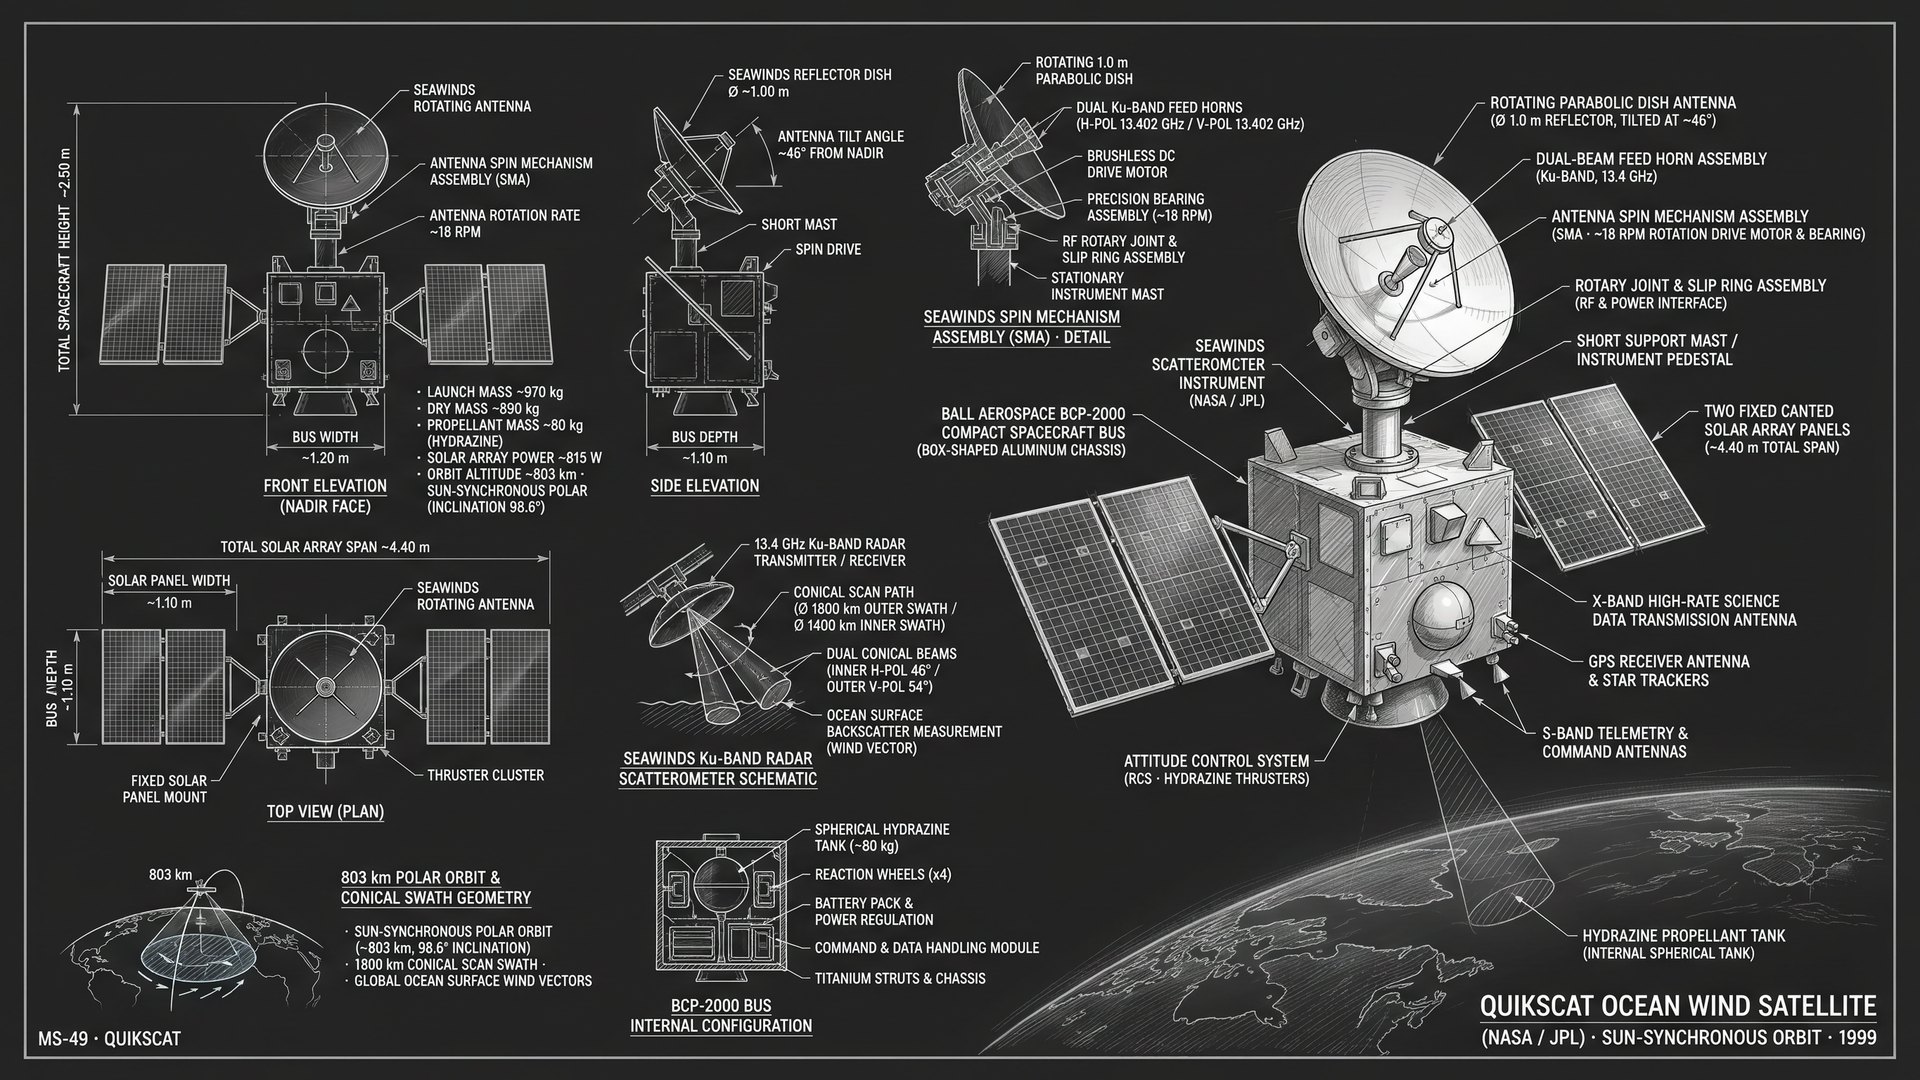 TOTAL SPACECRAFT HEIGHT ~2.50 m
SEAWINDS
ROTATING ANTENNA
ANTENNA SPIN MECHANISM
ASSEMBLY (SMA)
ANTENNA ROTATION RATE
~18 RPM
BUS WIDTH
~1.20 m
FRONT ELEVATION
(NADIR FACE)
· LAUNCH MASS ~970 kg
· DRY MASS ~890 kg
· PROPELLANT MASS ~80 kg
(HYDRAZINE)
· SOLAR ARRAY POWER ~815 W
· ORBIT ALTITUDE ~803 km ·
SUN-SYNCHRONOUS POLAR
(INCLINATION 98.6°)
SEAWINDS REFLECTOR DISH
Ø ~1.00 m
ANTENNA TILT ANGLE
~46° FROM NADIR
SHORT MAST
SPIN DRIVE
BUS DEPTH
~1.10 m
SIDE ELEVATION
ROTATING 1.0 m
PARABOLIC DISH
DUAL Ku-BAND FEED HORNS
(H-POL 13.402 GHz / V-POL 13.402 GHz)
BRUSHLESS DC
DRIVE MOTOR
PRECISION BEARING
ASSEMBLY (~18 RPM)
RF ROTARY JOINT &
SLIP RING ASSEMBLY
STATIONARY
INSTRUMENT MAST
SEAWINDS SPIN MECHANISM
ASSEMBLY (SMA) · DETAIL
ROTATING PARABOLIC DISH ANTENNA
(Ø 1.0 m REFLECTOR, TILTED AT ~46°)
DUAL-BEAM FEED HORN ASSEMBLY
(Ku-BAND, 13.4 GHz)
ANTENNA SPIN MECHANISM ASSEMBLY
(SMA · ~18 RPM ROTATION DRIVE MOTOR & BEARING)
ROTARY JOINT & SLIP RING ASSEMBLY
(RF & POWER INTERFACE)
SHORT SUPPORT MAST /
INSTRUMENT PEDESTAL
SEAWINDS
SCATTEROMCTER
INSTRUMENT
(NASA / JPL)
BALL AEROSPACE BCP-2000
COMPACT SPACECRAFT BUS
(BOX-SHAPED ALUMINUM CHASSIS)
TWO FIXED CANTED
SOLAR ARRAY PANELS
(~4.40 m TOTAL SPAN)
X-BAND HIGH-RATE SCIENCE
DATA TRANSMISSION ANTENNA
GPS RECEIVER ANTENNA
& STAR TRACKERS
S-BAND TELEMETRY &
COMMAND ANTENNAS
ATTITUDE CONTROL SYSTEM
(RCS · HYDRAZINE THRUSTERS)
HYDRAZINE PROPELLANT TANK
(INTERNAL SPHERICAL TANK)
TOTAL SOLAR ARRAY SPAN ~4.40 m
SOLAR PANEL WIDTH
~1.10 m
SEAWINDS
ROTATING ANTENNA
BUS
~1.10 m
FIXED SOLAR
PANEL MOUNT
THRUSTER CLUSTER
TOP VIEW (PLAN)
13.4 GHz Ku-BAND RADAR
TRANSMITTER / RECEIVER
CONICAL SCAN PATH
(Ø 1800 km OUTER SWATH /
Ø 1400 km INNER SWATH)
DUAL CONICAL BEAMS
(INNER H-POL 46° /
OUTER V-POL 54°)
OCEAN SURFACE
BACKSCATTER MEASUREMENT
(WIND VECTOR)
SEAWINDS Ku-BAND RADAR
SCATTEROMETER SCHEMATIC
803 km
803 km POLAR ORBIT &
CONICAL SWATH GEOMETRY
· SUN-SYNCHRONOUS POLAR ORBIT
(~803 km, 98.6° INCLINATION)
· 1800 km CONICAL SCAN SWATH ·
· GLOBAL OCEAN SURFACE WIND VECTORS
SPHERICAL HYDRAZINE
TANK (~80 kg)
REACTION WHEELS (x4)
BATTERY PACK &
POWER REGULATION
COMMAND & DATA HANDLING MODULE
TITANIUM STRUTS & CHASSIS
BCP-2000 BUS
INTERNAL CONFIGURATION
MS-49 · QUIKSCAT
QUIKSCAT OCEAN WIND SATELLITE
(NASA / JPL) · SUN-SYNCHRONOUS ORBIT · 1999